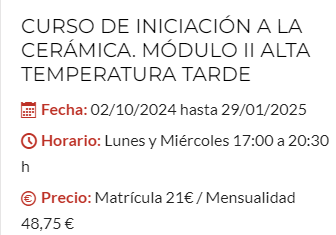 CURSO DE INICIACIÓN A LA
CERÁMICA. MÓDULO II ALTA
TEMPERATURA TARDE
Fecha: 02/10/2024 hasta 29/01/2025
Horario: Lunes y Miércoles 17:00 a 20:30
h
Precio: Matrícula 21€ / Mensualidad
48,75 €